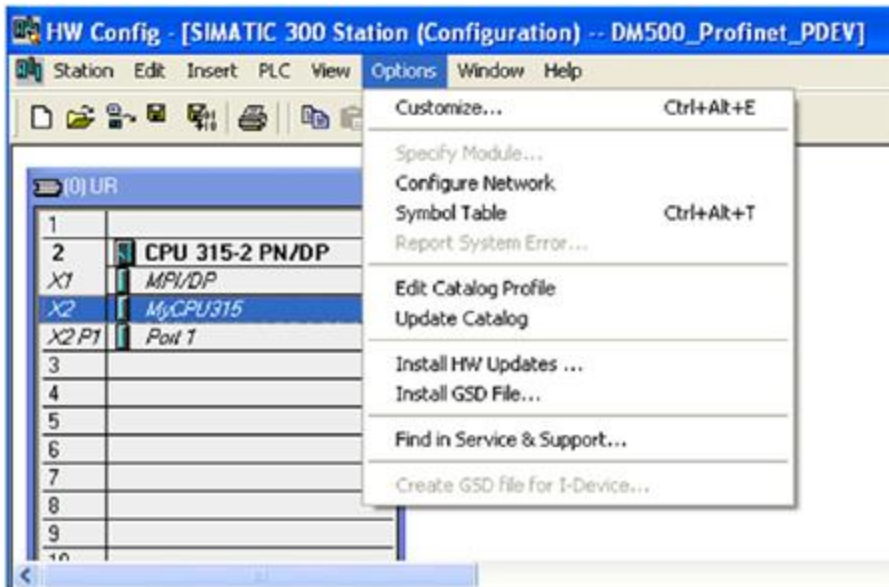 HW Config - [SIMATIC 300 Station (Configuration) -- DM500_Profinet_PDEV]
Station Edit Insert PLC View Options Window Help
Customize... Ctrl+Alt+E
Specify Module...
Configure Network
Symbol Table Ctrl+Alt+T
Report System Error...
Edit Catalog Profile
Update Catalog
Install HW Updates ...
Install GSD File...
Find in Service & Support...
Create GSD file for I-Device...
(0) UR
1
2 CPU 315-2 PN/DP
X1 MPI/DP
X2 MyCPU315
X2 P1 Port 1
3
4
5
6
7
8
9
10